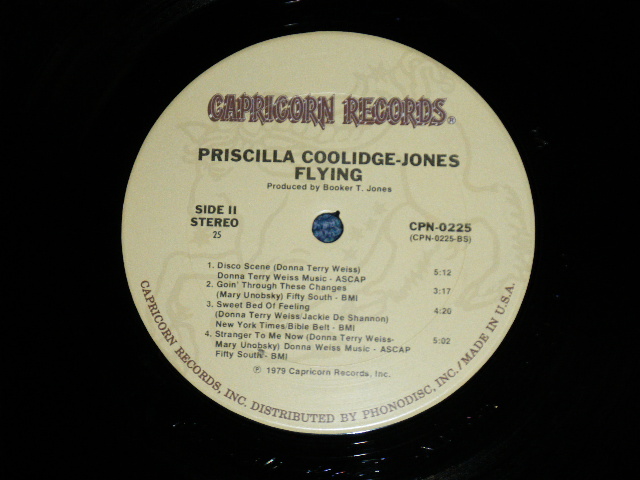 CAPRICORN RECORDS®
PRISCILLA COOLIDGE-JONES
FLYING
Produced by Booker T. Jones
SIDE II
STEREO
25
CPN-0225
(CPN-0225-BS)
1. Disco Scene (Donna Terry Weiss) 5:12
Donna Terry Weiss Music - ASCAP
2. Goin' Through These Changes 3:17
(Mary Unobsky) Fifty South - BMI
3. Sweet Bed Of Feeling 4:20
(Donna Terry Weiss/Jackie De Shannon)
New York Times/Bible Belt - BMI
4. Stranger To Me Now (Donna Terry Weiss- 5:02
Mary Unobsky) Donna Weiss Music - ASCAP
Fifty South - BMI
℗ 1979 Capricorn Records, Inc.
CAPRICORN RECORDS, INC. DISTRIBUTED BY PHONODISC, INC./ MADE IN U.S.A.